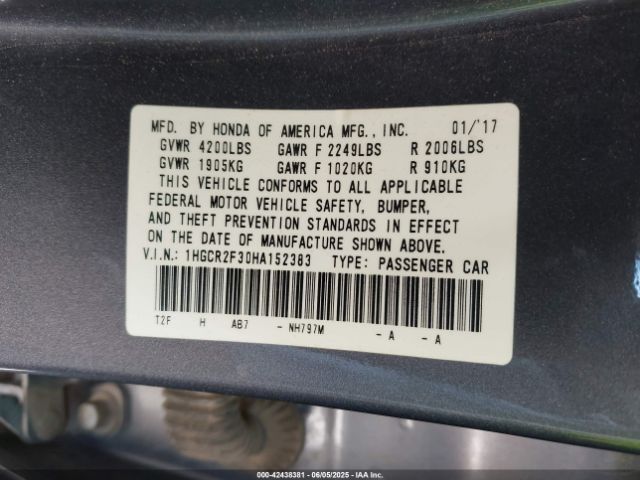 MFD. BY HONDA OF AMERICA MFG., INC. 01/'17
GVWR 4200LBS GAWR F 2249LBS R 2006LBS
GVWR 1905KG GAWR F 1020KG R 910KG
THIS VEHICLE CONFORMS TO ALL APPLICABLE
FEDERAL MOTOR VEHICLE SAFETY, BUMPER,
AND THEFT PREVENTION STANDARDS IN EFFECT
ON THE DATE OF MANUFACTURE SHOWN ABOVE.
V.I.N.: 1HGCR2F30HA152383 TYPE: PASSENGER CAR
T2F H AB7 - NH797M - A - A
000-42438381 - 06/05/2025 - IAA Inc.